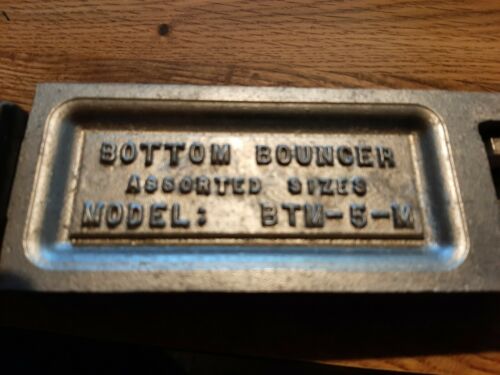 BOTTOM BOUNCER
ASSORTED SIZES
MODEL: BTM-5-M